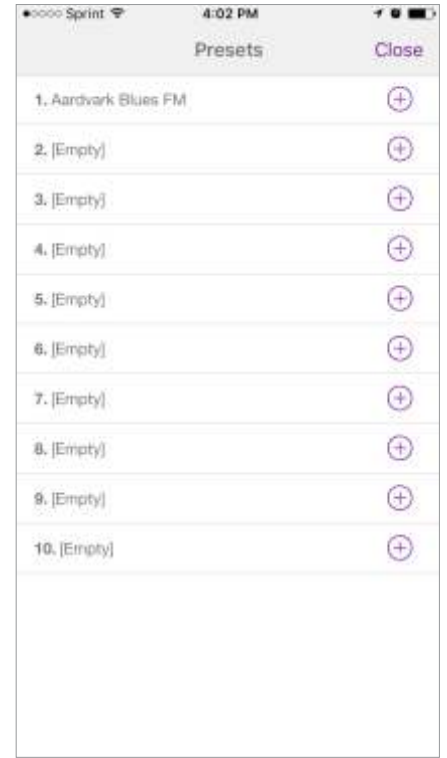 Sprint 4:02 PM
Presets Close
1. Aardvark Blues FM
2. [Empty]
3. [Empty]
4. [Empty]
5. [Empty]
6. [Empty]
7. [Empty]
8. [Empty]
9. [Empty]
10. [Empty]